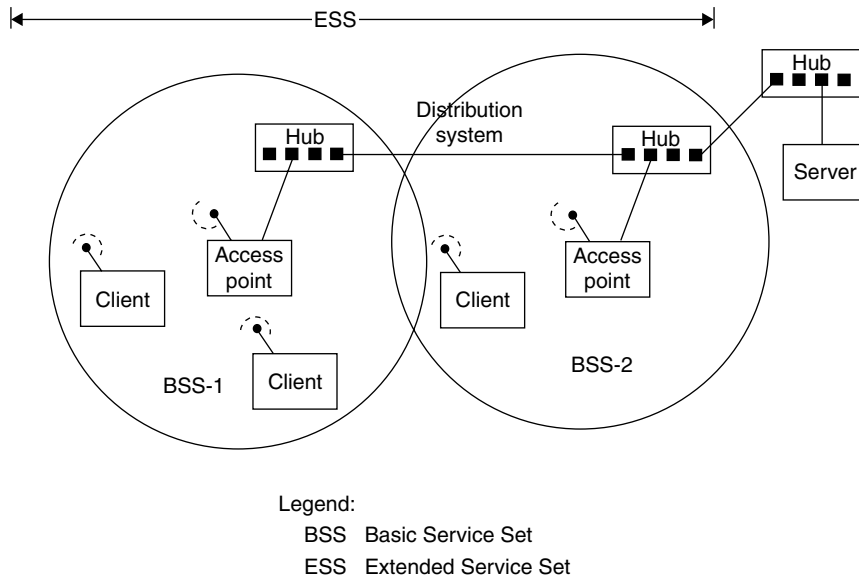 ESS
Hub
Distribution
system
Hub
Hub
Server
Access
point
Client
Client
BSS-1
Access
point
Client
BSS-2
Legend:
BSS Basic Service Set
ESS Extended Service Set